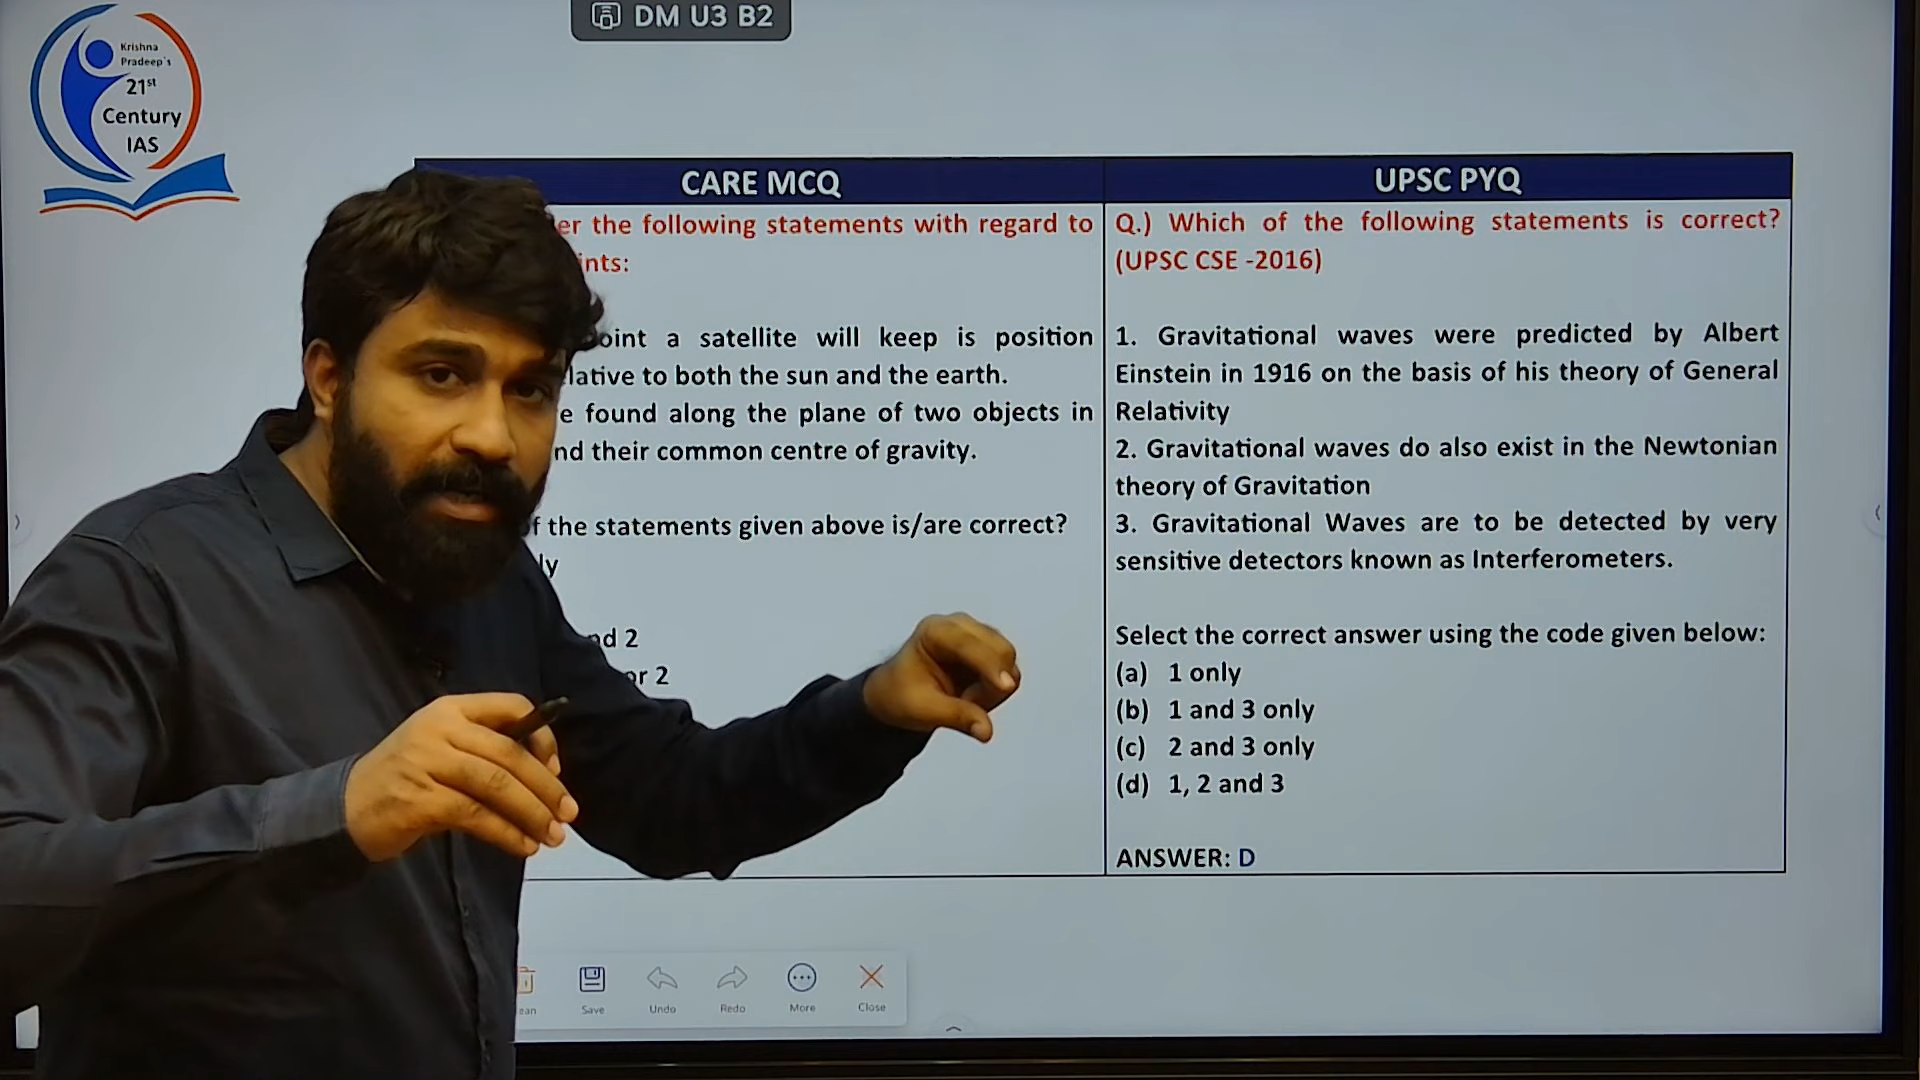 DM U3 B2
Krishna
Pradeep's
21st
Century
IAS
CARE MCQ
er the following statements with regard to
ints:
oint a satellite will keep is position
lative to both the sun and the earth.
e found along the plane of two objects in
nd their common centre of gravity.
f the statements given above is/are correct?
ly
nd 2
or 2
UPSC PYQ
Q.) Which of the following statements is correct?
(UPSC CSE -2016)
1. Gravitational waves were predicted by Albert
Einstein in 1916 on the basis of his theory of General
Relativity
2. Gravitational waves do also exist in the Newtonian
theory of Gravitation
3. Gravitational Waves are to be detected by very
sensitive detectors known as Interferometers.
Select the correct answer using the code given below:
(a) 1 only
(b) 1 and 3 only
(c) 2 and 3 only
(d) 1, 2 and 3
ANSWER: D
ean Save Undo Redo More Close